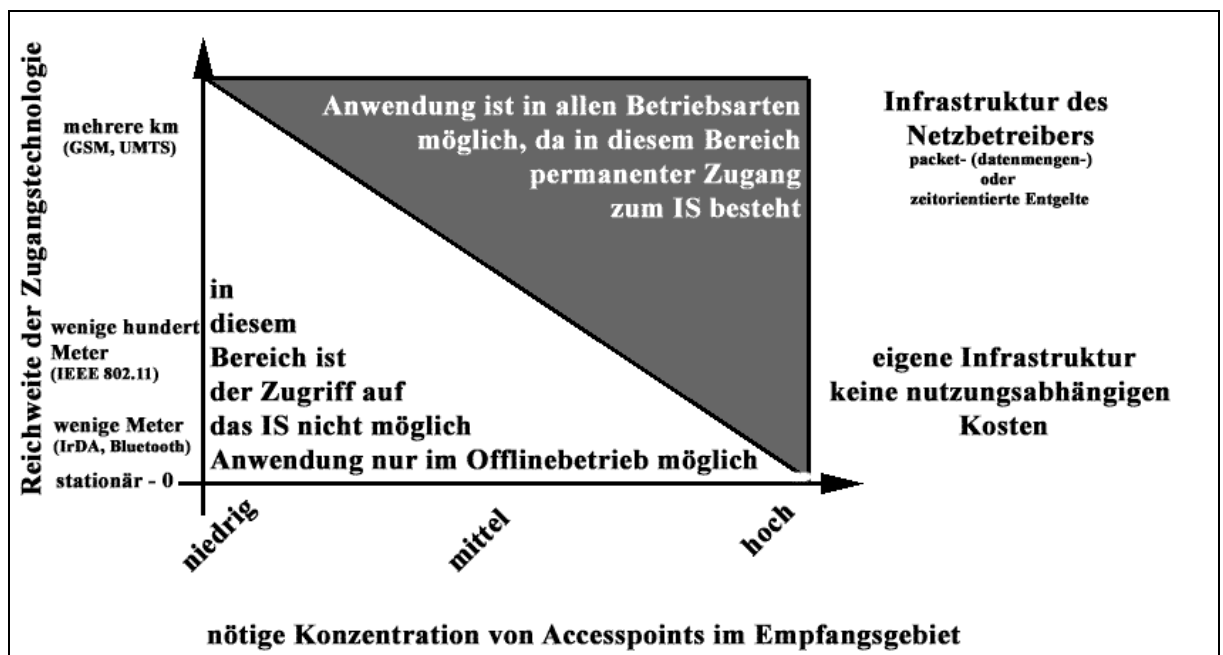 Reichweite der Zugangstechnologie
mehrere km
(GSM, UMTS)
wenige hundert
Meter
(IEEE 802.11)
wenige Meter
(IrDA, Bluetooth)
stationär - 0
Anwendung ist in allen Betriebsarten
möglich, da in diesem Bereich
permanenter Zugang
zum IS besteht
in
diesem
Bereich ist
der Zugriff auf
das IS nicht möglich
Anwendung nur im Offlinebetrieb möglich
Infrastruktur des
Netzbetreibers
packet- (datenmengen-)
oder
zeitorientierte Entgelte
eigene Infrastruktur
keine nutzungsabhängigen
Kosten
niedrig
mittel
hoch
nötige Konzentration von Accesspoints im Empfangsgebiet